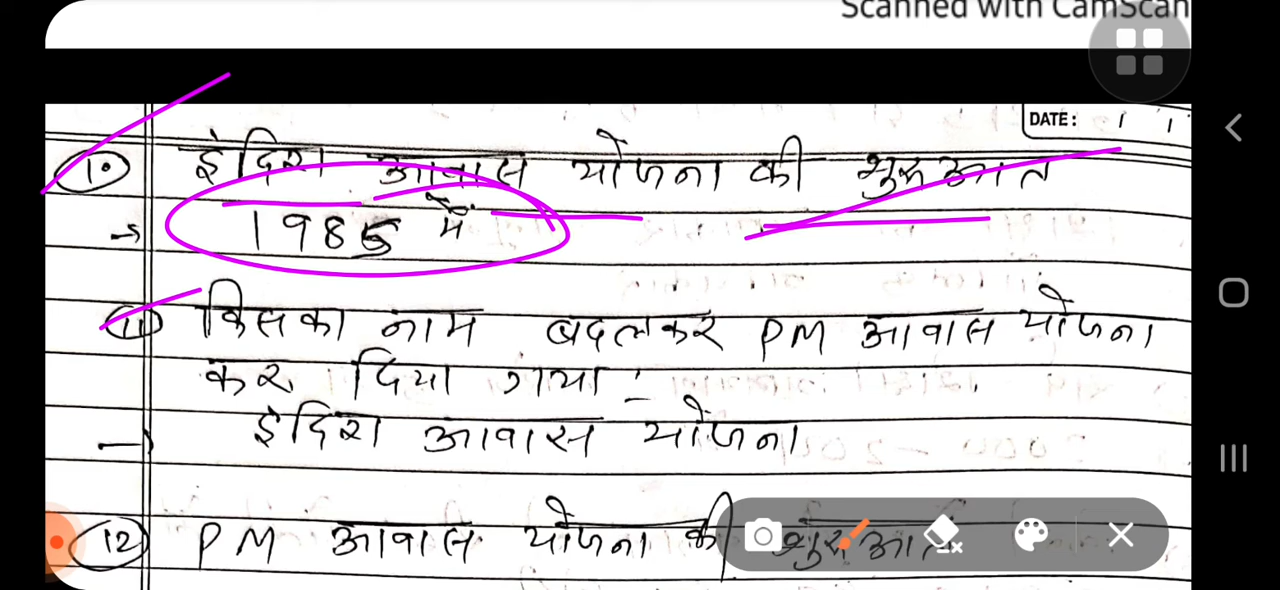 Scanned with CamScan
DATE: / /
10 इंदिरा आवास योजना की शुरुआत
→ 1985 में
11 किसका नाम बदलकर PM आवास योजना
कर दिया गया :-
→ इंदिरा आवास योजना
12 PM आवास योजना की शुरुआत